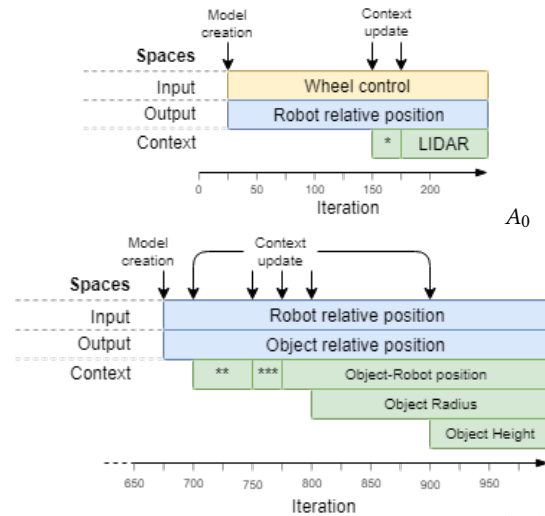 Model
creation
Context
update
Spaces
Input
Wheel control
Output
Robot relative position
Context
*
LIDAR
0
50
100
150
200
Iteration
A0
Model
creation
Context
update
Spaces
Input
Robot relative position
Output
Object relative position
Context
**
***
Object-Robot position
Object Radius
Object Height
650
700
750
800
850
900
950
Iteration